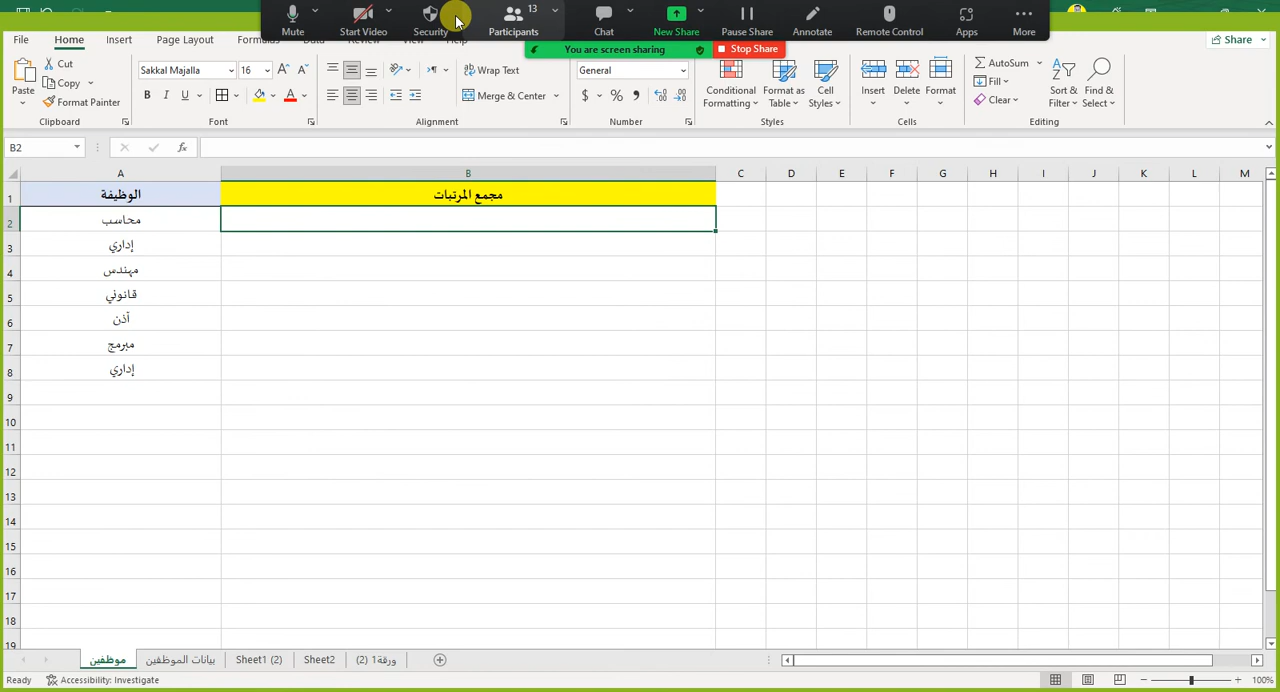 Mute
Start Video
Security
Participants
13
Chat
New Share
Pause Share
Annotate
Remote Control
Apps
More
You are screen sharing
Stop Share
File
Home
Insert
Page Layout
Formulas
Help
Share
Paste
Cut
Copy
Format Painter
Clipboard
Sakkal Majalla
16
B I U
Font
Wrap Text
Merge & Center
Alignment
General
$ % 9
Number
Conditional Formatting
Format as Table
Cell Styles
Styles
Insert
Delete
Format
Cells
AutoSum
Fill
Clear
Sort & Filter
Find & Select
Editing
B2
fx
A B C D E F G H I J K L M
1 الوظيفة مجمع المرتبات
2 محاسب
3 إداري
4 مهندس
5 قانوني
6 آذن
7 مبرمج
8 إداري
9
10
11
12
13
14
15
16
17
18
19
موظفين
بيانات الموظفين
Sheet1 (2)
Sheet2
ورقة1 (2)
Ready
Accessibility: Investigate
100%